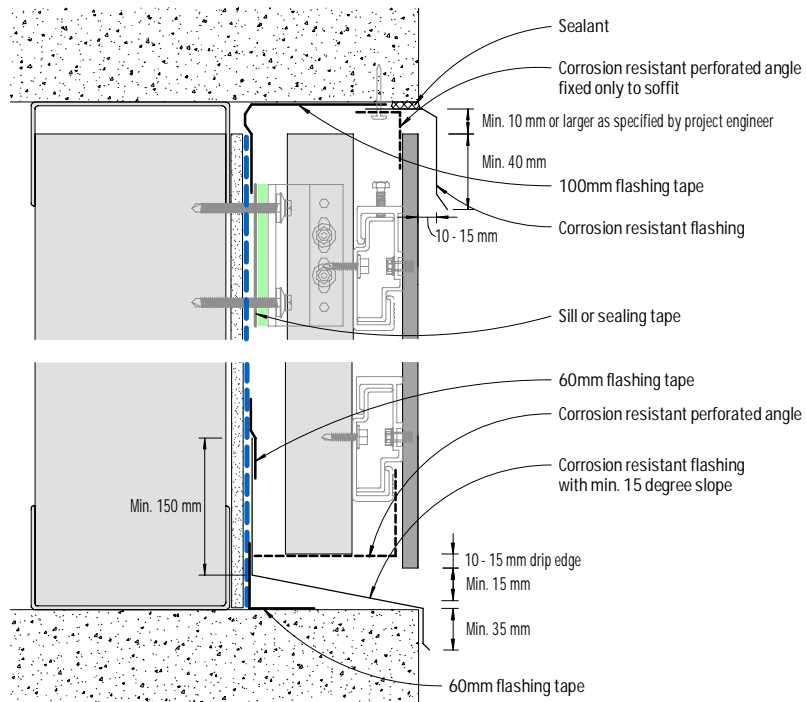 Sealant
Corrosion resistant perforated angle
fixed only to soffit
Min. 10 mm or larger as specified by project engineer
Min. 40 mm
100mm flashing tape
Corrosion resistant flashing
10 - 15 mm
Sill or sealing tape
60mm flashing tape
Corrosion resistant perforated angle
Corrosion resistant flashing
with min. 15 degree slope
Min. 150 mm
10 - 15 mm drip edge
Min. 15 mm
Min. 35 mm
60mm flashing tape